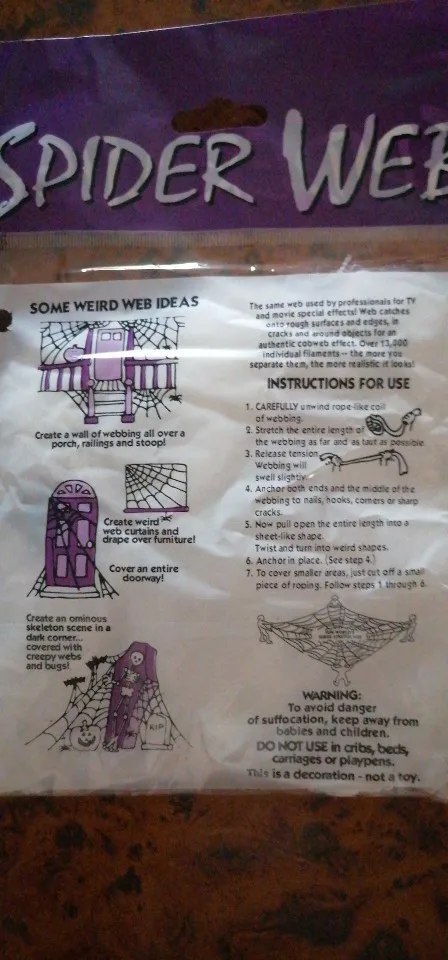 SPIDER WEB
SOME WEIRD WEB IDEAS
Create a wall of webbing all over a
porch, railings and stoop!
Create weird
web curtains and
drape over furniture!
Cover an entire
doorway!
Create an ominous
skeleton scene in a
dark corner...
covered with
creepy webs
and bugs!
RIP
The same web used by professionals for TV
and movie special effects! Web catches
onto rough surfaces and edges, in
cracks and around objects for an
authentic cobweb effect. Over 13,000
individual filaments -- the more you
separate them, the more realistic it looks!
INSTRUCTIONS FOR USE
1. CAREFULLY unwind rope-like coil
of webbing.
2. Stretch the entire length of
the webbing as far and as taut as possible.
3. Release tension.
Webbing will
swell slightly.
4. Anchor both ends and the middle of the
webbing to nails, hooks, corners or sharp
cracks.
5. Now pull open the entire length into a
sheet-like shape.
Twist and turn into weird shapes.
6. Anchor in place. (See step 4.)
7. To cover smaller areas, just cut off a small
piece of roping. Follow steps 1 through 6.
WARNING:
To avoid danger
of suffocation, keep away from
babies and children.
DO NOT USE in cribs, beds,
carriages or playpens.
This is a decoration - not a toy.